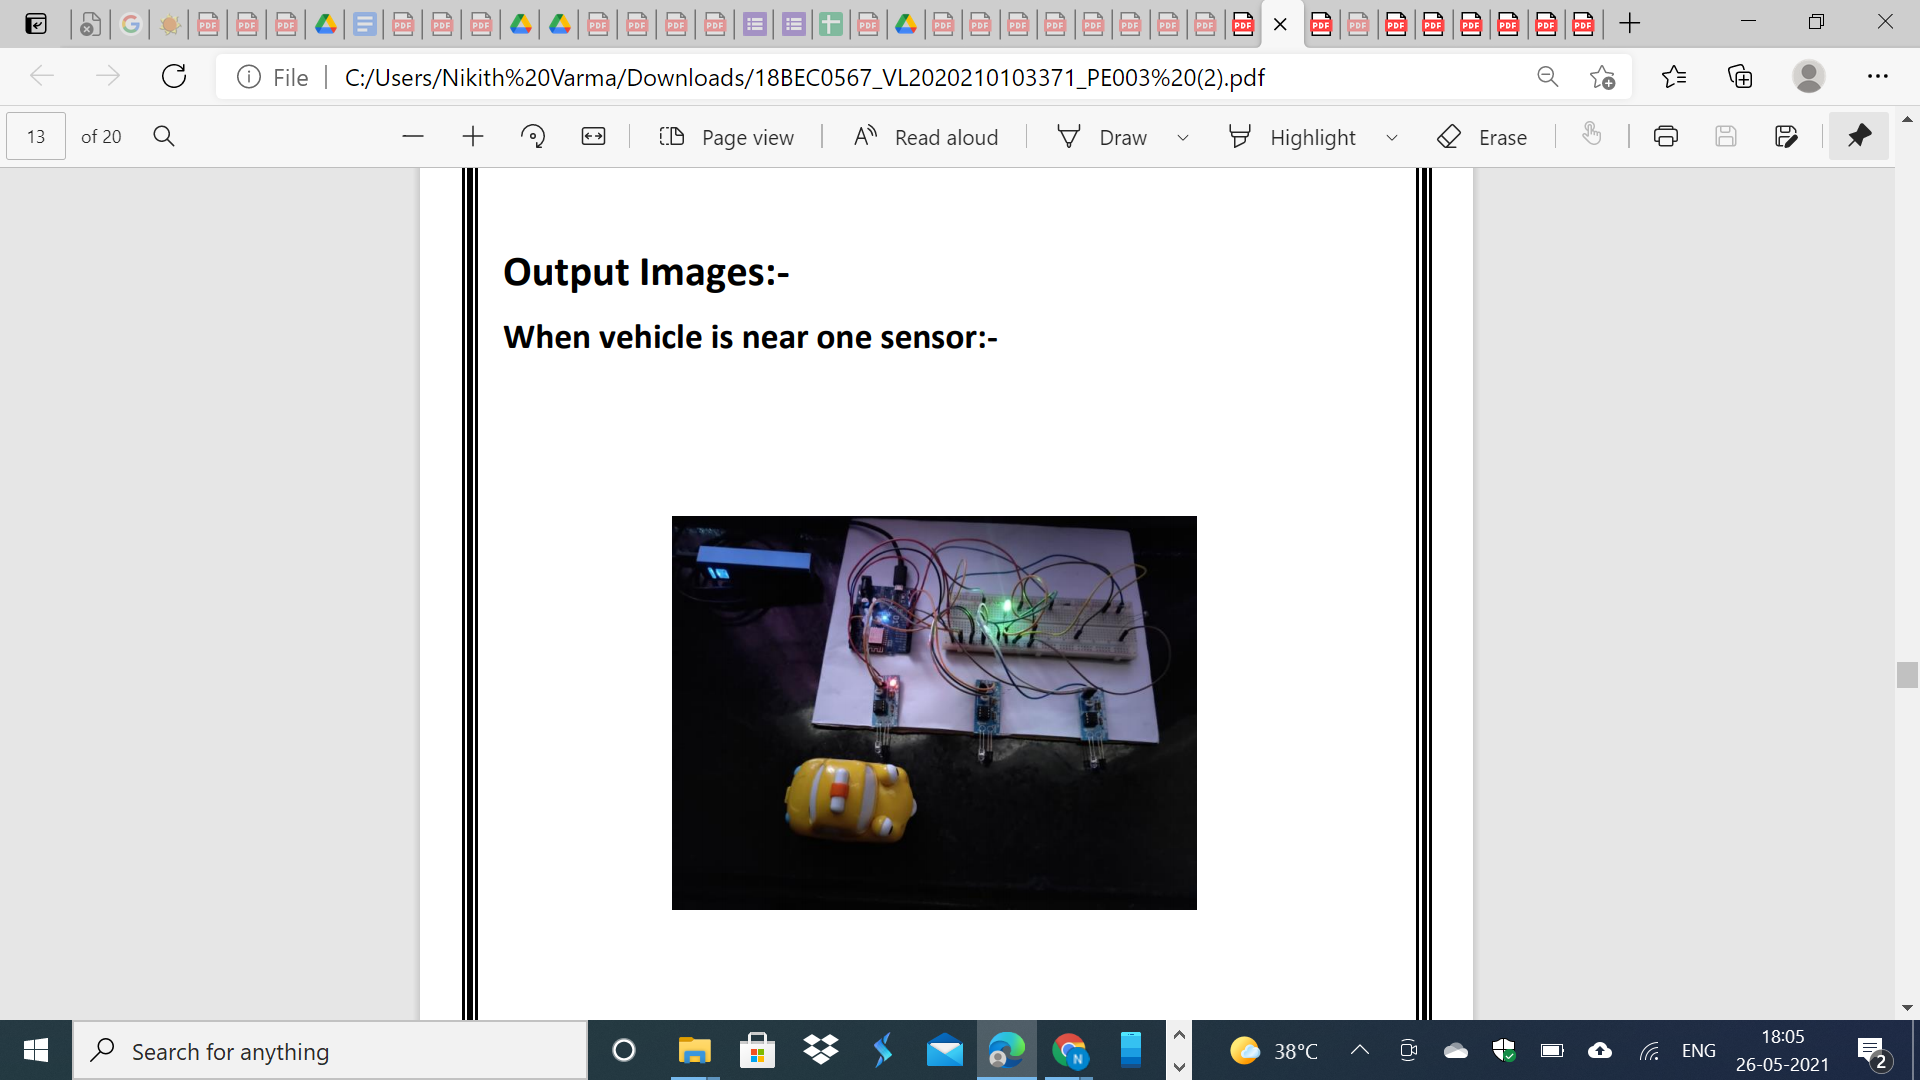 File
C:/Users/Nikith%20Varma/Downloads/18BEC0567_VL2020210103371_PE003%20(2).pdf
13 of 20
Page view
Read aloud
Draw
Highlight
Erase
Output Images:-
When vehicle is near one sensor:-
Search for anything
38°C
ENG
18:05
26-05-2021
2